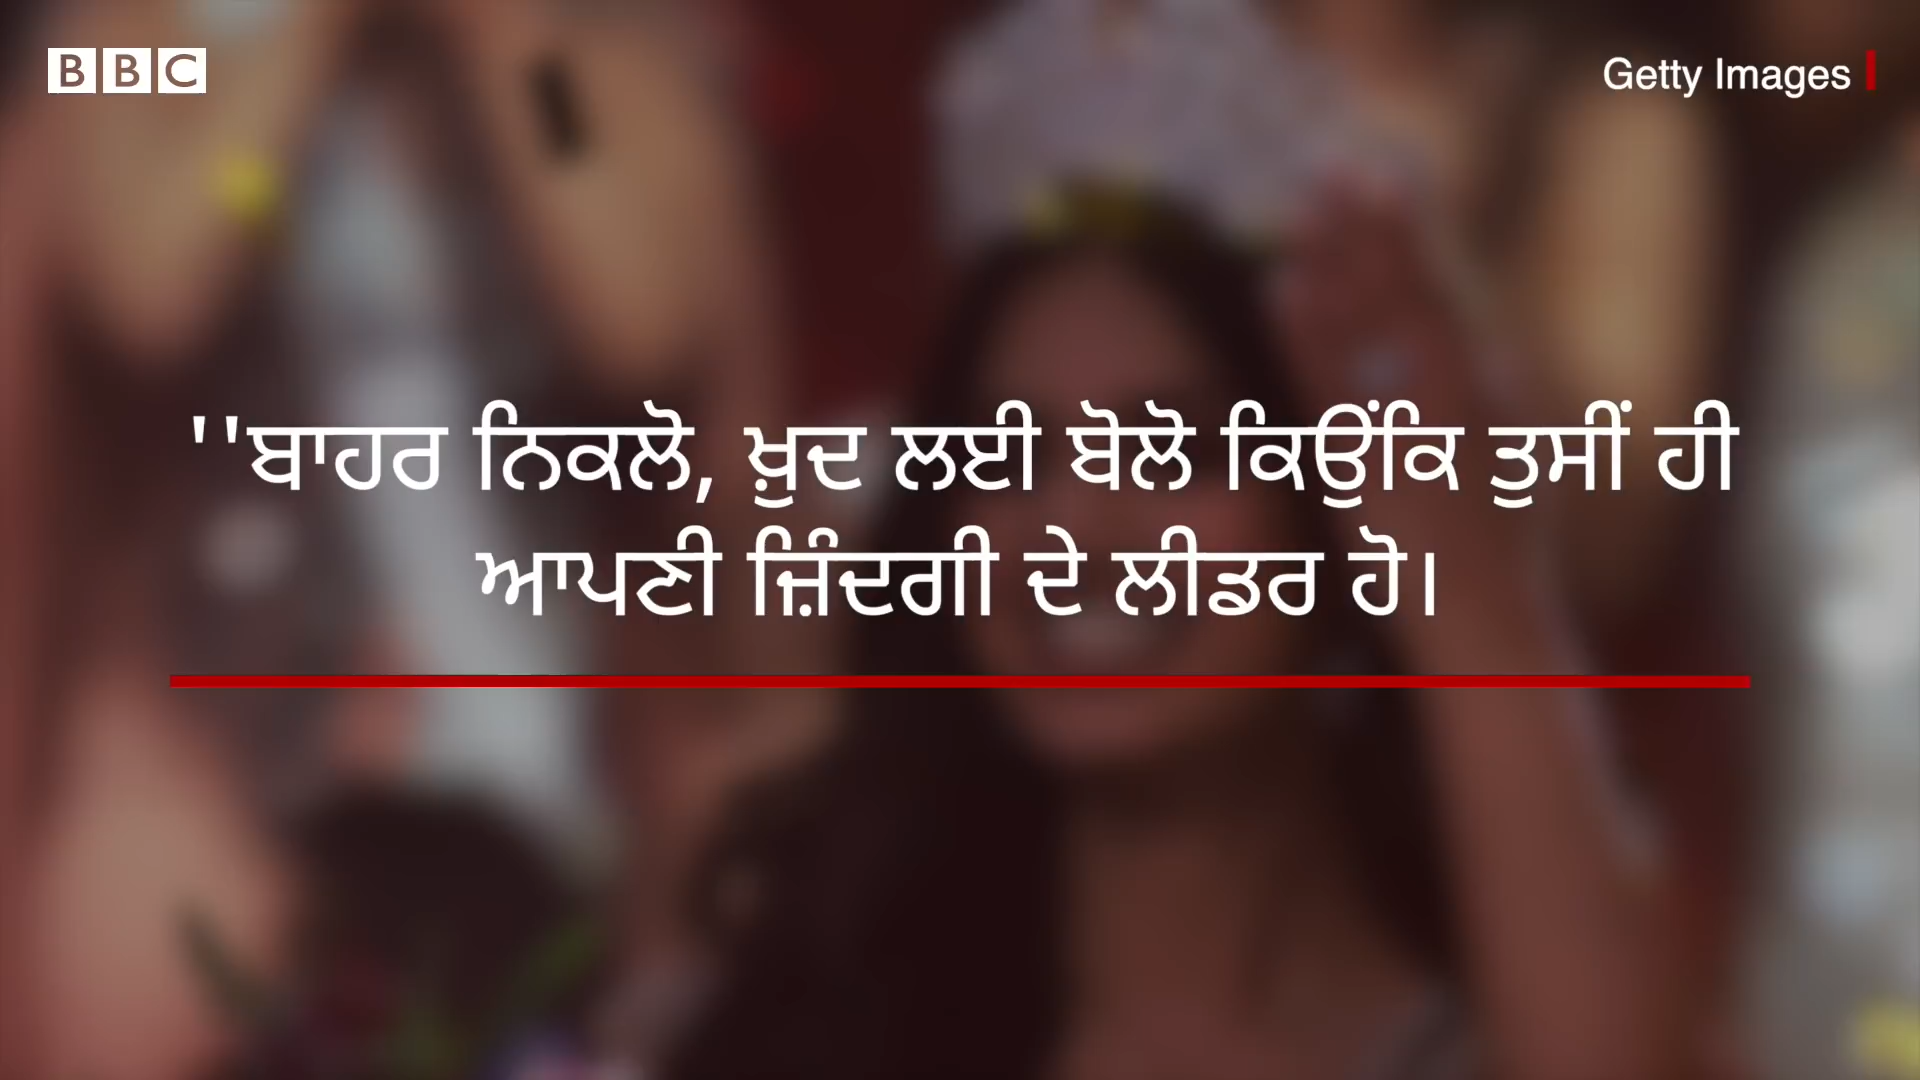 BBC
Getty Images
''ਬਾਹਰ ਨਿਕਲੋ, ਖ਼ੁਦ ਲਈ ਬੋਲੋ ਕਿਉਂਕਿ ਤੁਸੀਂ ਹੀ
ਆਪਣੀ ਜ਼ਿੰਦਗੀ ਦੇ ਲੀਡਰ ਹੋ।